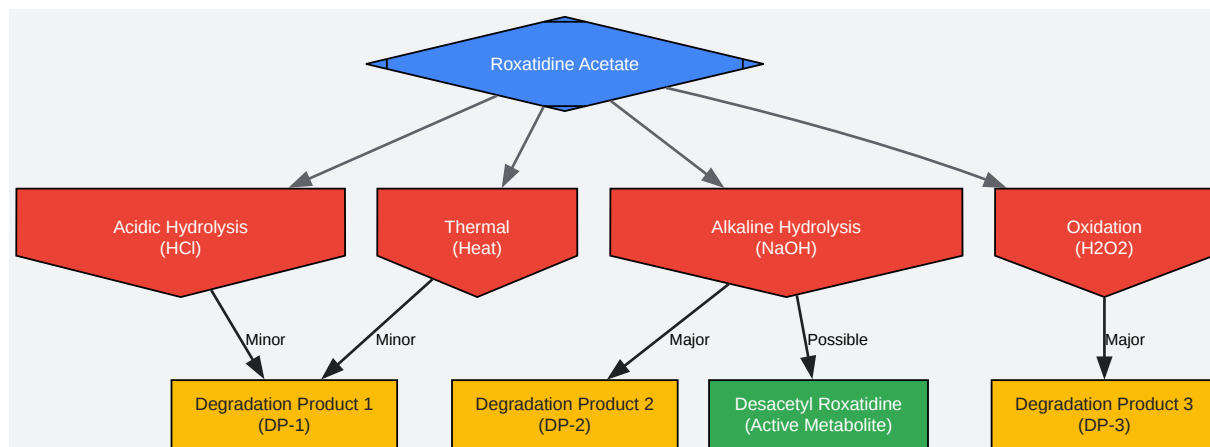 Roxatidine Acetate
Acidic Hydrolysis
(HCl)
Thermal
(Heat)
Alkaline Hydrolysis
(NaOH)
Oxidation
(H2O2)
Minor
Minor
Major
Possible
Major
Degradation Product 1
(DP-1)
Degradation Product 2
(DP-2)
Desacetyl Roxatidine
(Active Metabolite)
Degradation Product 3
(DP-3)